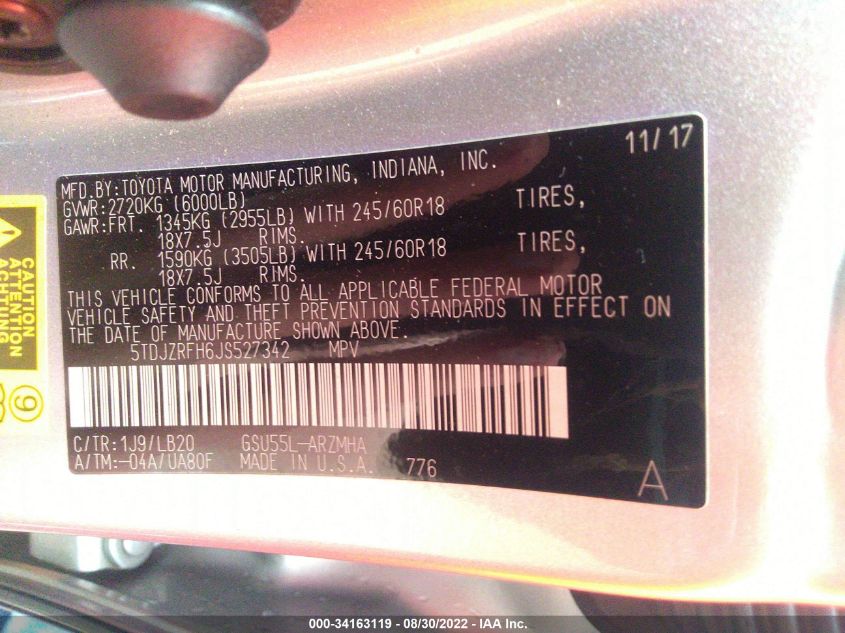 11/17
MFD.BY:TOYOTA MOTOR MANUFACTURING, INDIANA, INC.
GVWR:2720KG (6000LB)
GAWR:FRT. 1345KG (2955LB) WITH 245/60R18 TIRES,
18X7.5J RIMS.
RR. 1590KG (3505LB) WITH 245/60R18 TIRES,
18X7.5J RIMS.
THIS VEHICLE CONFORMS TO ALL APPLICABLE FEDERAL MOTOR
VEHICLE SAFETY AND THEFT PREVENTION STANDARDS IN EFFECT ON
THE DATE OF MANUFACTURE SHOWN ABOVE.
5TDJZRFH6JS527342 MPV
C/TR:1J9/LB20 GSU55L-ARZMHA
A/TM:-04A/UA80F MADE IN U.S.A. 776
A
CAUTION
ATTENTION
ACHTUNG
9
000-34163119 - 08/30/2022 - IAA Inc.